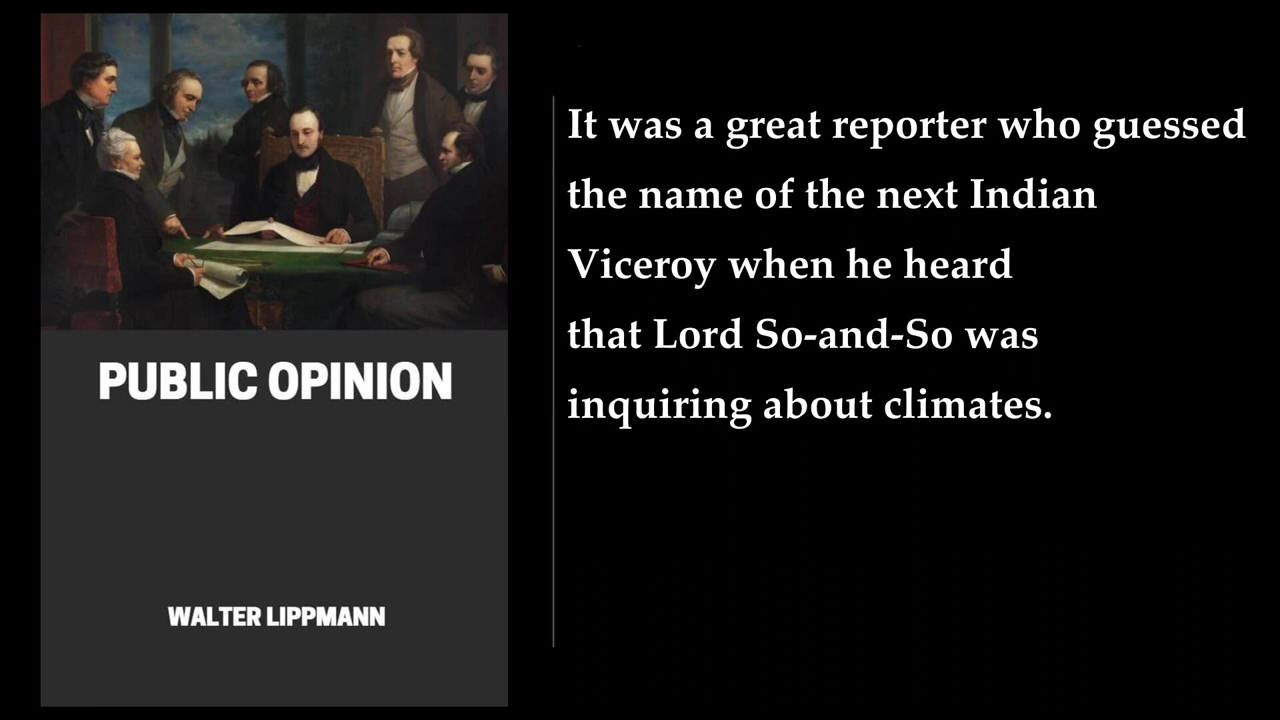 PUBLIC OPINION
WALTER LIPPMANN
It was a great reporter who guessed
the name of the next Indian
Viceroy when he heard
that Lord So-and-So was
inquiring about climates.